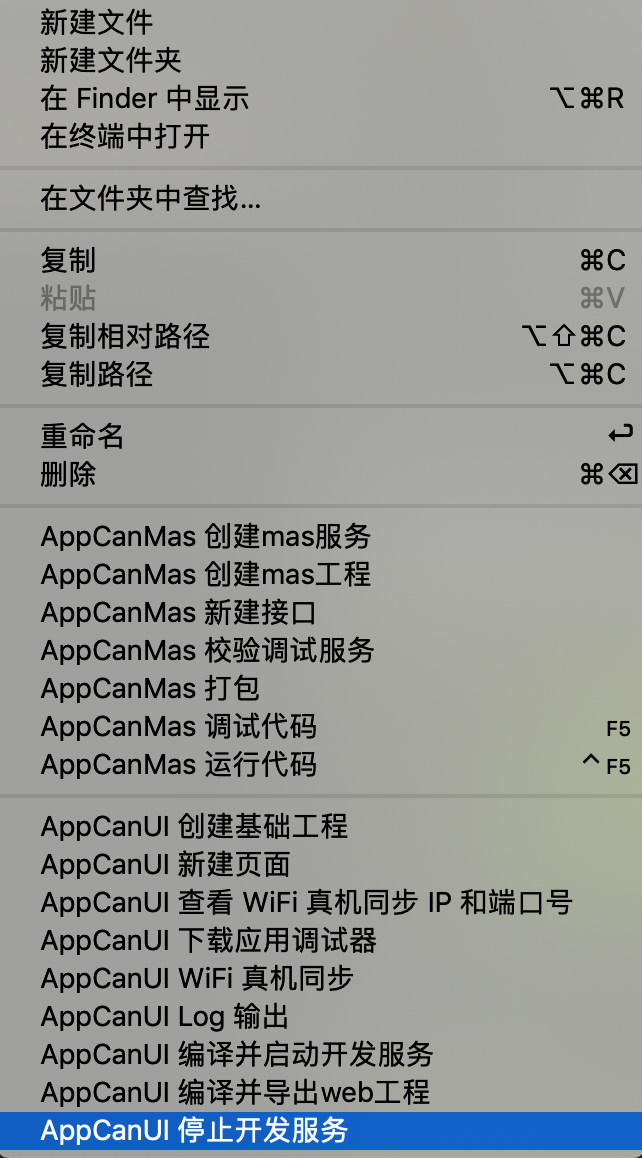 新建文件
新建文件夹
在 Finder 中显示 ⌥⌘R
在终端中打开
在文件夹中查找...
复制 ⌘C
粘贴 ⌘V
复制相对路径 ⌥⇧⌘C
复制路径 ⌥⌘C
重命名 ↩
删除 ⌘⌫
AppCanMas 创建mas服务
AppCanMas 创建mas工程
AppCanMas 新建接口
AppCanMas 校验调试服务
AppCanMas 打包
AppCanMas 调试代码 F5
AppCanMas 运行代码 ^ F5
AppCanUI 创建基础工程
AppCanUI 新建页面
AppCanUI 查看 WiFi 真机同步 IP 和端口号
AppCanUI 下载应用调试器
AppCanUI WiFi 真机同步
AppCanUI Log 输出
AppCanUI 编译并启动开发服务
AppCanUI 编译并导出web工程
AppCanUI 停止开发服务